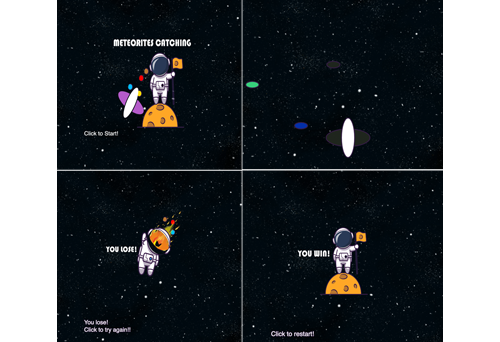 METEORITES CATCHING
Click to Start!
YOU LOSE!
You lose!
Click to try again!!
YOU WIN!
Click to restart!